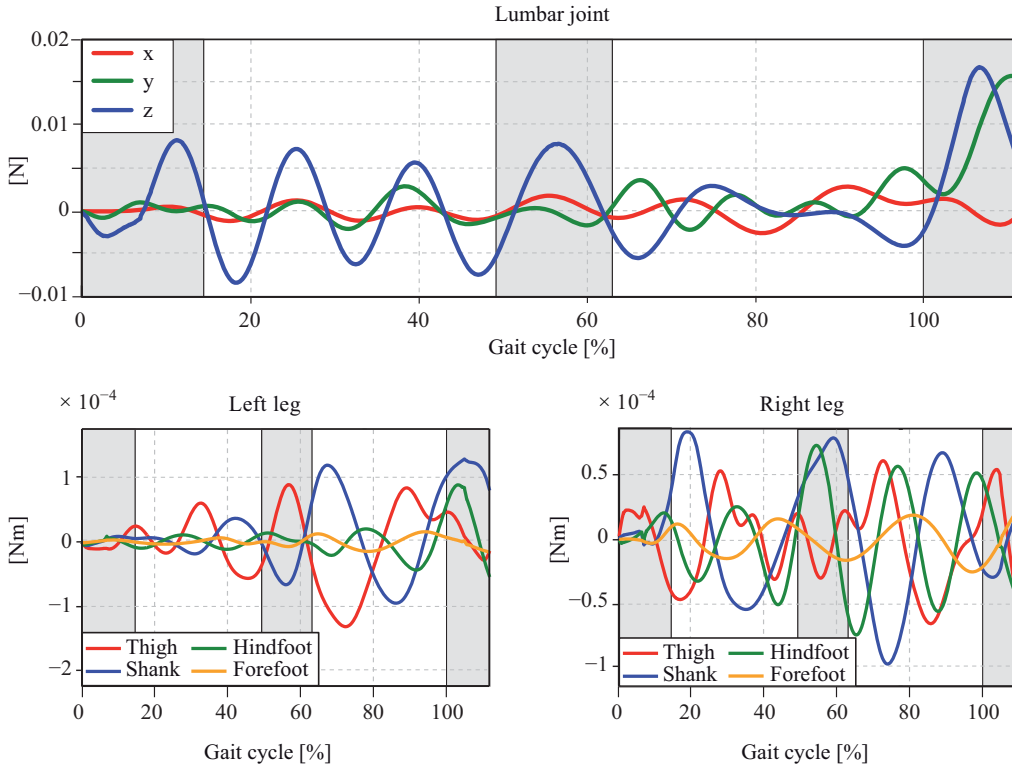 Lumbar joint
0.02
0.01
0
−0.01
[N]
x
y
z
0 20 40 60 80 100
Gait cycle [%]
× 10−4
Left leg
1
0
−1
−2
[Nm]
Thigh Hindfoot
Shank Forefoot
0 20 40 60 80 100
Gait cycle [%]
× 10−4
Right leg
0.5
0
−0.5
−1
[Nm]
Thigh Hindfoot
Shank Forefoot
0 20 40 60 80 100
Gait cycle [%]